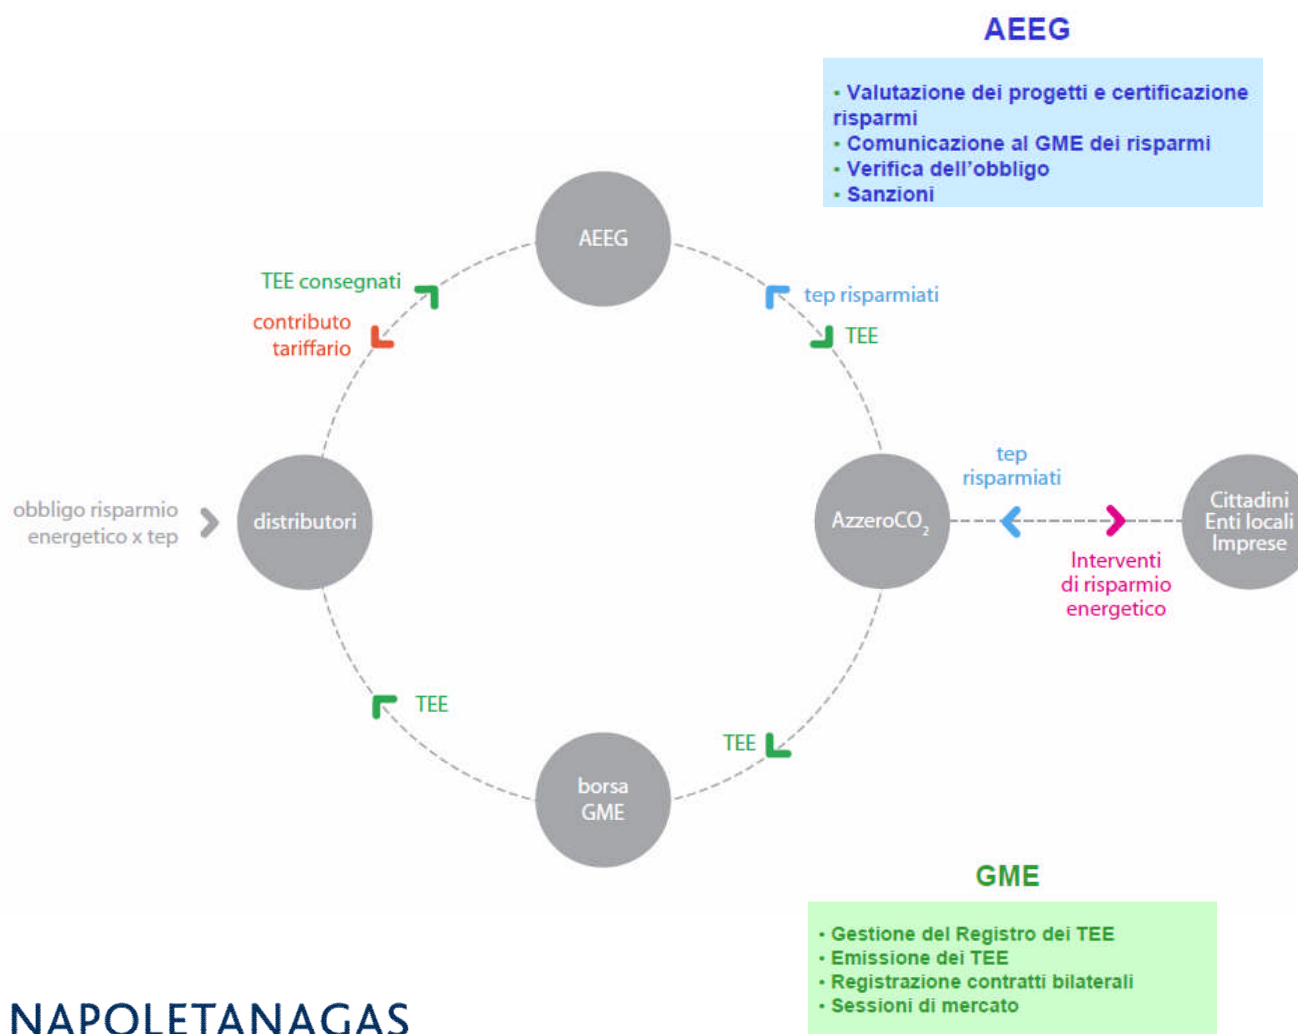 AEEG
• Valutazione dei progetti e certificazione
risparmi
• Comunicazione al GME dei risparmi
• Verifica dell'obbligo
• Sanzioni
AEEG
TEE consegnati
contributo
tariffario
tep risparmiati
TEE
obbligo risparmio
energetico x tep
distributori
AzzeroCO₂
tep
risparmiati
Interventi
di risparmio
energetico
Cittadini
Enti locali
Imprese
TEE
TEE
borsa
GME
GME
• Gestione del Registro dei TEE
• Emissione dei TEE
• Registrazione contratti bilaterali
• Sessioni di mercato
NAPOLETANAGAS